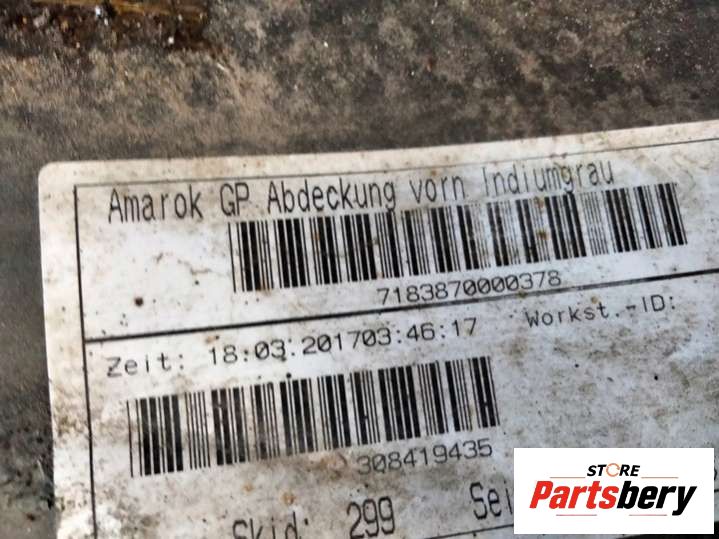 Amarok GP Abdeckung vorn Indiumgrau
7183870000378
Zeit: 18:03:201703:46:17 Workst.-ID:
308419435
Skid: 299
STORE
Partsbery